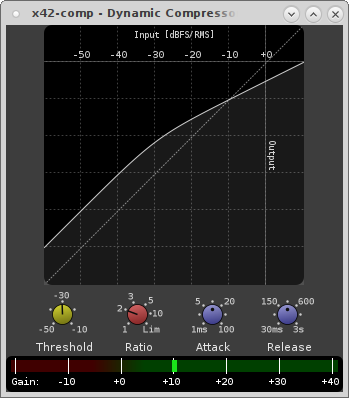 x42-comp - Dynamic Compresso
Input [dBFS/RMS]
-50 -40 -30 -20 -10 +0
Output
-30 3 5 5 20 150 600
2 +10
-50 -10 1 Lim 1ms 100 30ms 3s
Threshold Ratio Attack Release
Gain: -10 +0 +10 +20 +30 +40